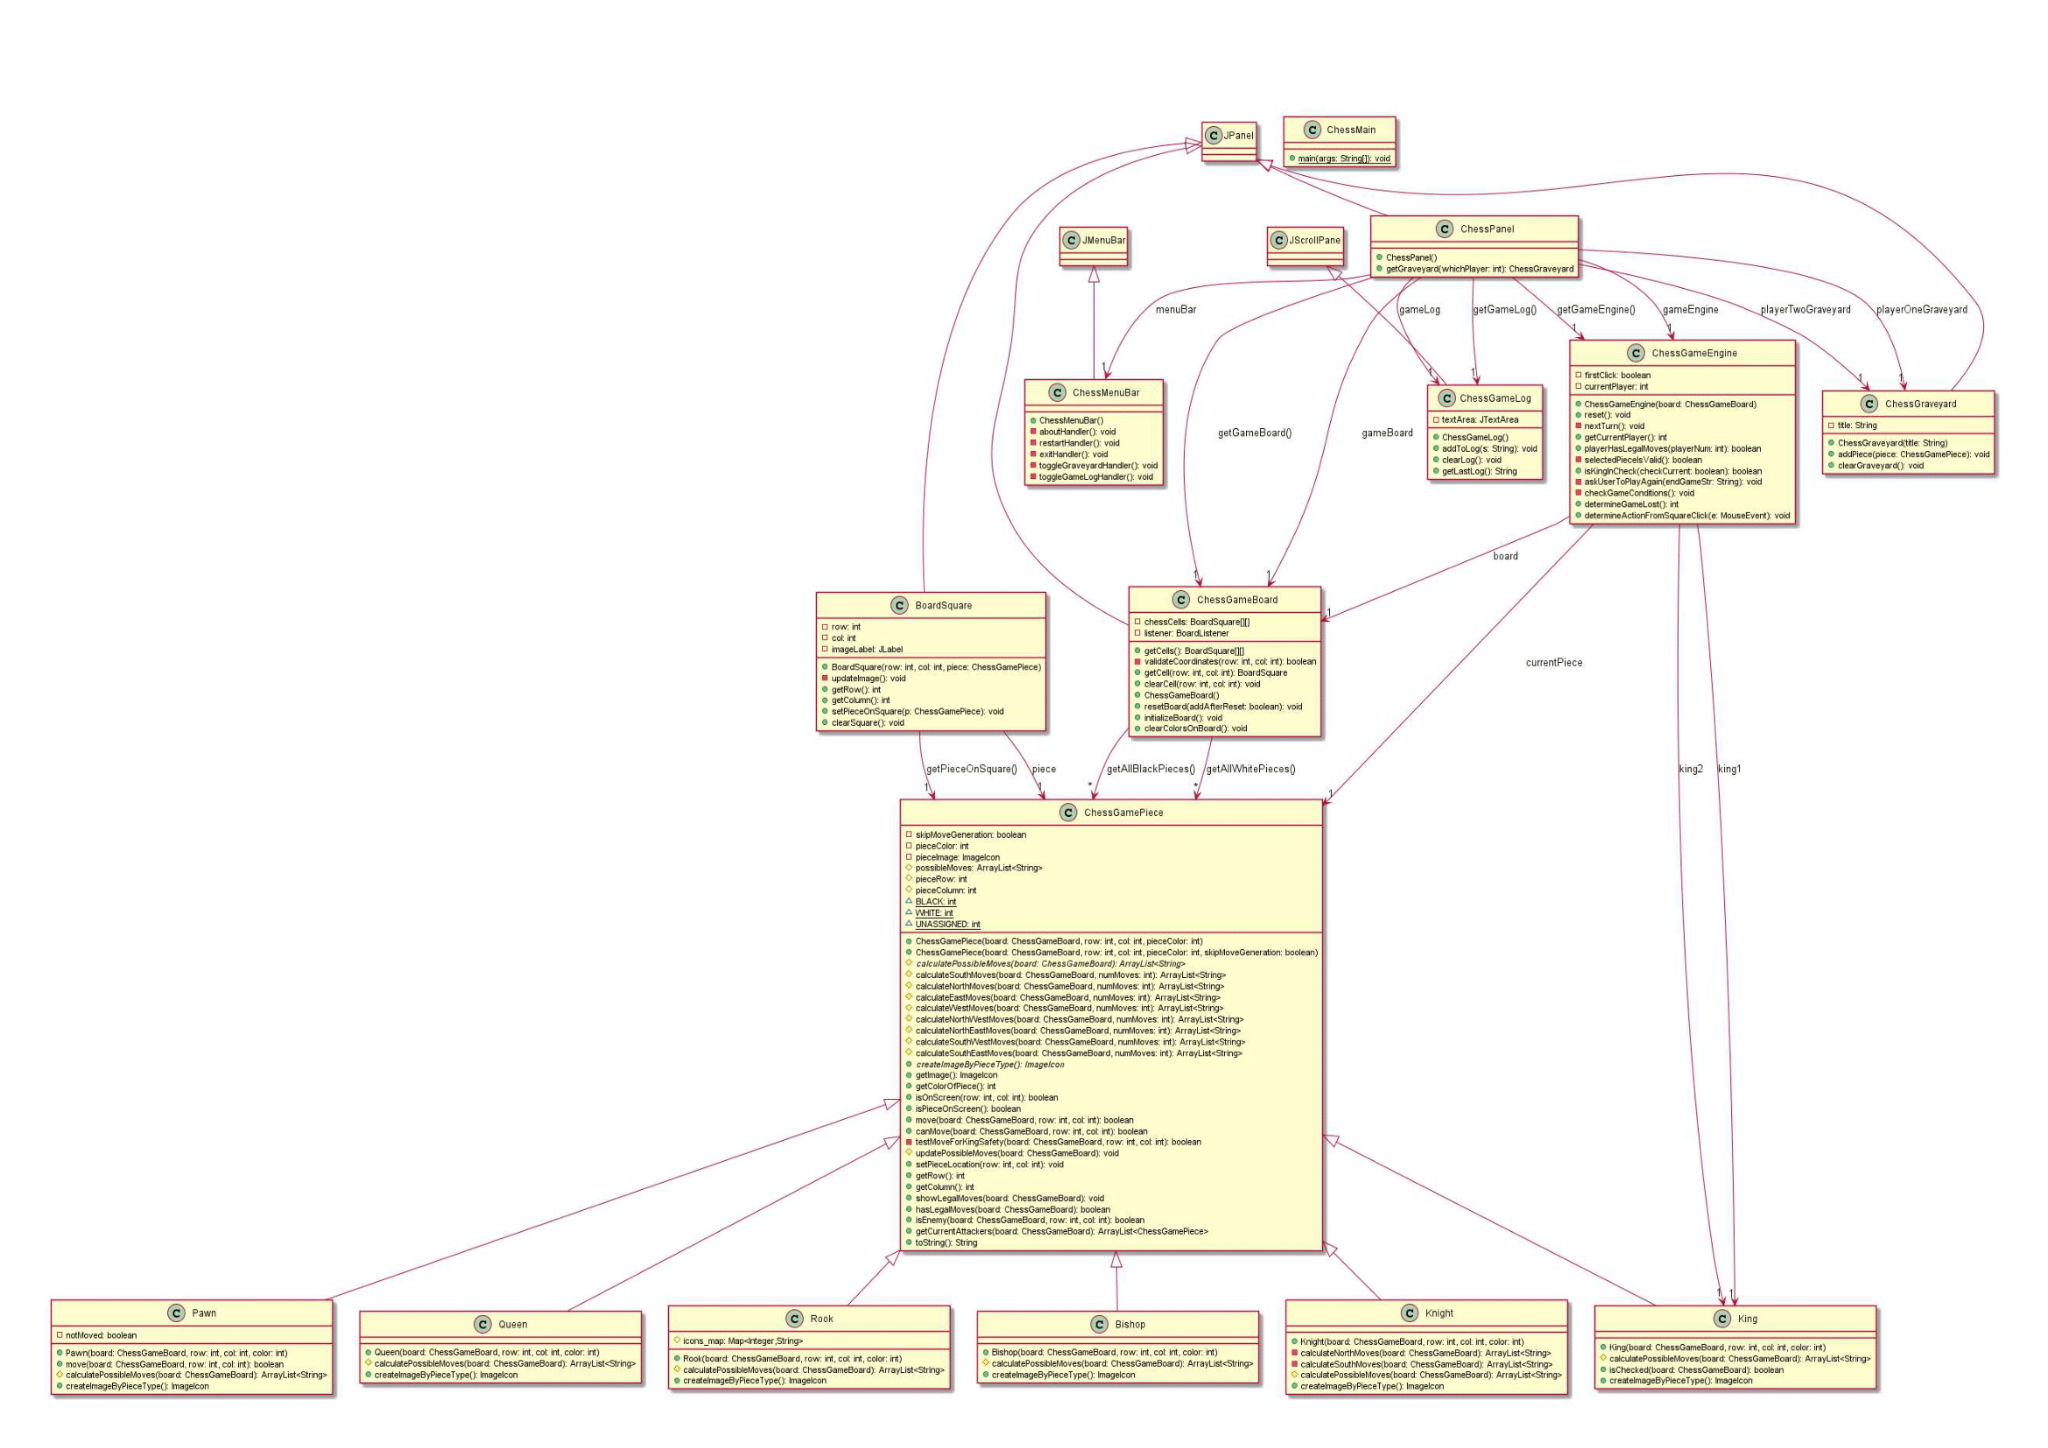 JPanel
ChessMain
main(args: String[]): void
JMenuBar
JScrollPane
ChessPanel
ChessPanel()
getGraveyard(whichPlayer: int): ChessGraveyard
menuBar
gameLog
getGameLog()
getGameEngine()
gameEngine
playerTwoGraveyard
playerOneGraveyard
1
1
1
1
1
1
1
ChessMenuBar
ChessMenuBar()
aboutHandler(): void
restartHandler(): void
exitHandler(): void
toggleGraveyardHandler(): void
toggleGameLogHandler(): void
getGameBoard()
gameBoard
ChessGameLog
textArea: JTextArea
ChessGameLog()
addToLog(s: String): void
clearLog(): void
getLastLog(): String
ChessGameEngine
firstClick: boolean
currentPlayer: int
ChessGameEngine(board: ChessGameBoard)
reset(): void
nextTurn(): void
getCurrentPlayer(): int
playerHasLegalMoves(playerNum: int): boolean
selectedPieceIsValid(): boolean
isKingInCheck(checkCurrent: boolean): boolean
askUserToPlayAgain(endGameStr: String): void
checkGameConditions(): void
determineGameLost(): int
determineActionFromSquareClick(e: MouseEvent): void
ChessGraveyard
title: String
ChessGraveyard(title: String)
addPiece(piece: ChessGamePiece): void
clearGraveyard(): void
board
1
1
1
BoardSquare
row: int
col: int
imageLabel: JLabel
BoardSquare(row: int, col: int, piece: ChessGamePiece)
updateImage(): void
getRow(): int
getColumn(): int
setPieceOnSquare(p: ChessGamePiece): void
clearSquare(): void
ChessGameBoard
chessCells: BoardSquare[][]
listener: BoardListener
getCells(): BoardSquare[][]
validateCoordinates(row: int, col: int): boolean
getCell(row: int, col: int): BoardSquare
clearCell(row: int, col: int): void
ChessGameBoard()
resetBoard(addAfterReset: boolean): void
initializeBoard(): void
clearColorsOnBoard(): void
currentPiece
getPieceOnSquare()
piece
getAllBlackPieces()
getAllWhitePieces()
king2
king1
1
1
*
*
1
ChessGamePiece
skipMoveGeneration: boolean
pieceColor: int
pieceImage: ImageIcon
possibleMoves: ArrayList<String>
pieceRow: int
pieceColumn: int
BLACK: int
WHITE: int
UNASSIGNED: int
ChessGamePiece(board: ChessGameBoard, row: int, col: int, pieceColor: int)
ChessGamePiece(board: ChessGameBoard, row: int, col: int, pieceColor: int, skipMoveGeneration: boolean)
calculatePossibleMoves(board: ChessGameBoard): ArrayList<String>
calculateSouthMoves(board: ChessGameBoard, numMoves: int): ArrayList<String>
calculateNorthMoves(board: ChessGameBoard, numMoves: int): ArrayList<String>
calculateEastMoves(board: ChessGameBoard, numMoves: int): ArrayList<String>
calculateWestMoves(board: ChessGameBoard, numMoves: int): ArrayList<String>
calculateNorthWestMoves(board: ChessGameBoard, numMoves: int): ArrayList<String>
calculateNorthEastMoves(board: ChessGameBoard, numMoves: int): ArrayList<String>
calculateSouthWestMoves(board: ChessGameBoard, numMoves: int): ArrayList<String>
calculateSouthEastMoves(board: ChessGameBoard, numMoves: int): ArrayList<String>
createImageByPieceType(): ImageIcon
getImage(): ImageIcon
getColorOfPiece(): int
isOnScreen(row: int, col: int): boolean
isPieceOnScreen(): boolean
move(board: ChessGameBoard, row: int, col: int): boolean
canMove(board: ChessGameBoard, row: int, col: int): boolean
testMoveForKingSafety(board: ChessGameBoard, row: int, col: int): boolean
updatePossibleMoves(board: ChessGameBoard): void
setPieceLocation(row: int, col: int): void
getRow(): int
getColumn(): int
showLegalMoves(board: ChessGameBoard): void
hasLegalMoves(board: ChessGameBoard): boolean
isEnemy(board: ChessGameBoard, row: int, col: int): boolean
getCurrentAttackers(board: ChessGameBoard): ArrayList<ChessGamePiece>
toString(): String
1
1
Pawn
notMoved: boolean
Pawn(board: ChessGameBoard, row: int, col: int, color: int)
move(board: ChessGameBoard, row: int, col: int): boolean
calculatePossibleMoves(board: ChessGameBoard): ArrayList<String>
createImageByPieceType(): ImageIcon
Queen
Queen(board: ChessGameBoard, row: int, col: int, color: int)
calculatePossibleMoves(board: ChessGameBoard): ArrayList<String>
createImageByPieceType(): ImageIcon
Rook
icons_map: Map<Integer,String>
Rook(board: ChessGameBoard, row: int, col: int, color: int)
calculatePossibleMoves(board: ChessGameBoard): ArrayList<String>
createImageByPieceType(): ImageIcon
Bishop
Bishop(board: ChessGameBoard, row: int, col: int, color: int)
calculatePossibleMoves(board: ChessGameBoard): ArrayList<String>
createImageByPieceType(): ImageIcon
Knight
Knight(board: ChessGameBoard, row: int, col: int, color: int)
calculateNorthMoves(board: ChessGameBoard): ArrayList<String>
calculateSouthMoves(board: ChessGameBoard): ArrayList<String>
calculatePossibleMoves(board: ChessGameBoard): ArrayList<String>
createImageByPieceType(): ImageIcon
King
King(board: ChessGameBoard, row: int, col: int, color: int)
calculatePossibleMoves(board: ChessGameBoard): ArrayList<String>
isChecked(board: ChessGameBoard): boolean
createImageByPieceType(): ImageIcon